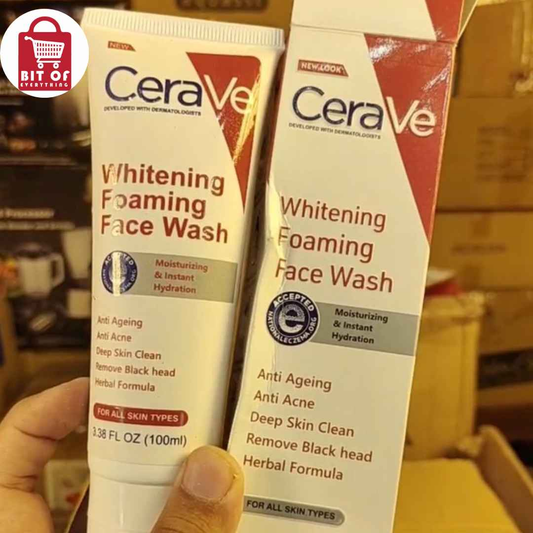 BIT OF
EVERYTHING
NEW
CeraVe
DEVELOPED WITH DERMATOLOGISTS
Whitening
Foaming
Face Wash
Moisturizing
& Instant
Hydration
Anti Ageing
Anti Acne
Deep Skin Clean
Remove Black head
Herbal Formula
FOR ALL SKIN TYPES
3.38 FL OZ (100ml)
NEW LOOK
CeraVe
DEVELOPED WITH DERMATOLOGISTS
Whitening
Foaming
Face Wash
ACCEPTED
e
NATIONALECZEMA.ORG
Moisturizing
& Instant
Hydration
Anti Ageing
Anti Acne
Deep Skin Clean
Remove Black head
Herbal Formula
FOR ALL SKIN TYPES